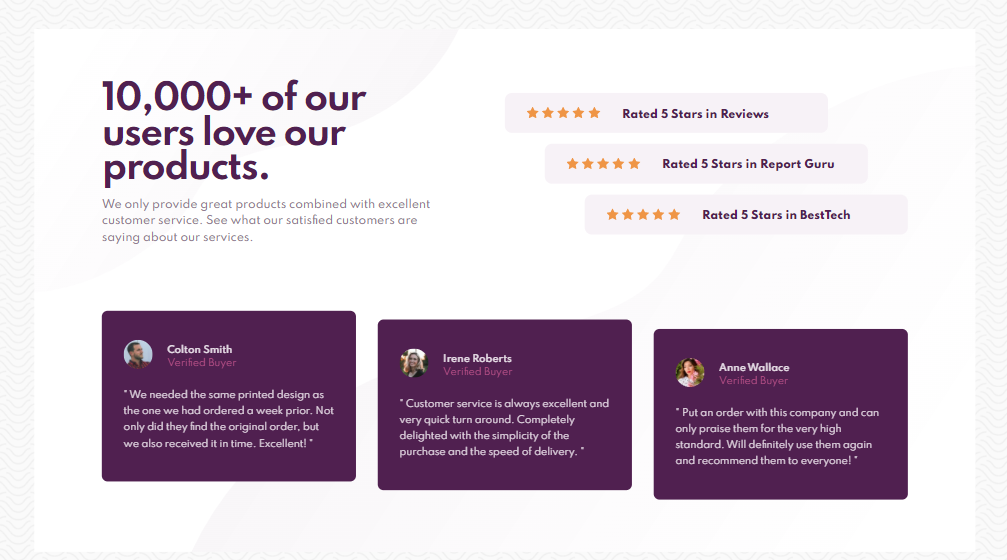 10,000+ of our
users love our
products.
We only provide great products combined with excellent
customer service. See what our satisfied customers are
saying about our services.
Rated 5 Stars in Reviews
Rated 5 Stars in Report Guru
Rated 5 Stars in BestTech
Colton Smith
Verified Buyer
" We needed the same printed design as
the one we had ordered a week prior. Not
only did they find the original order, but
we also received it in time. Excellent! "
Irene Roberts
Verified Buyer
" Customer service is always excellent and
very quick turn around. Completely
delighted with the simplicity of the
purchase and the speed of delivery. "
Anne Wallace
Verified Buyer
" Put an order with this company and can
only praise them for the very high
standard. Will definitely use them again
and recommend them to everyone! "